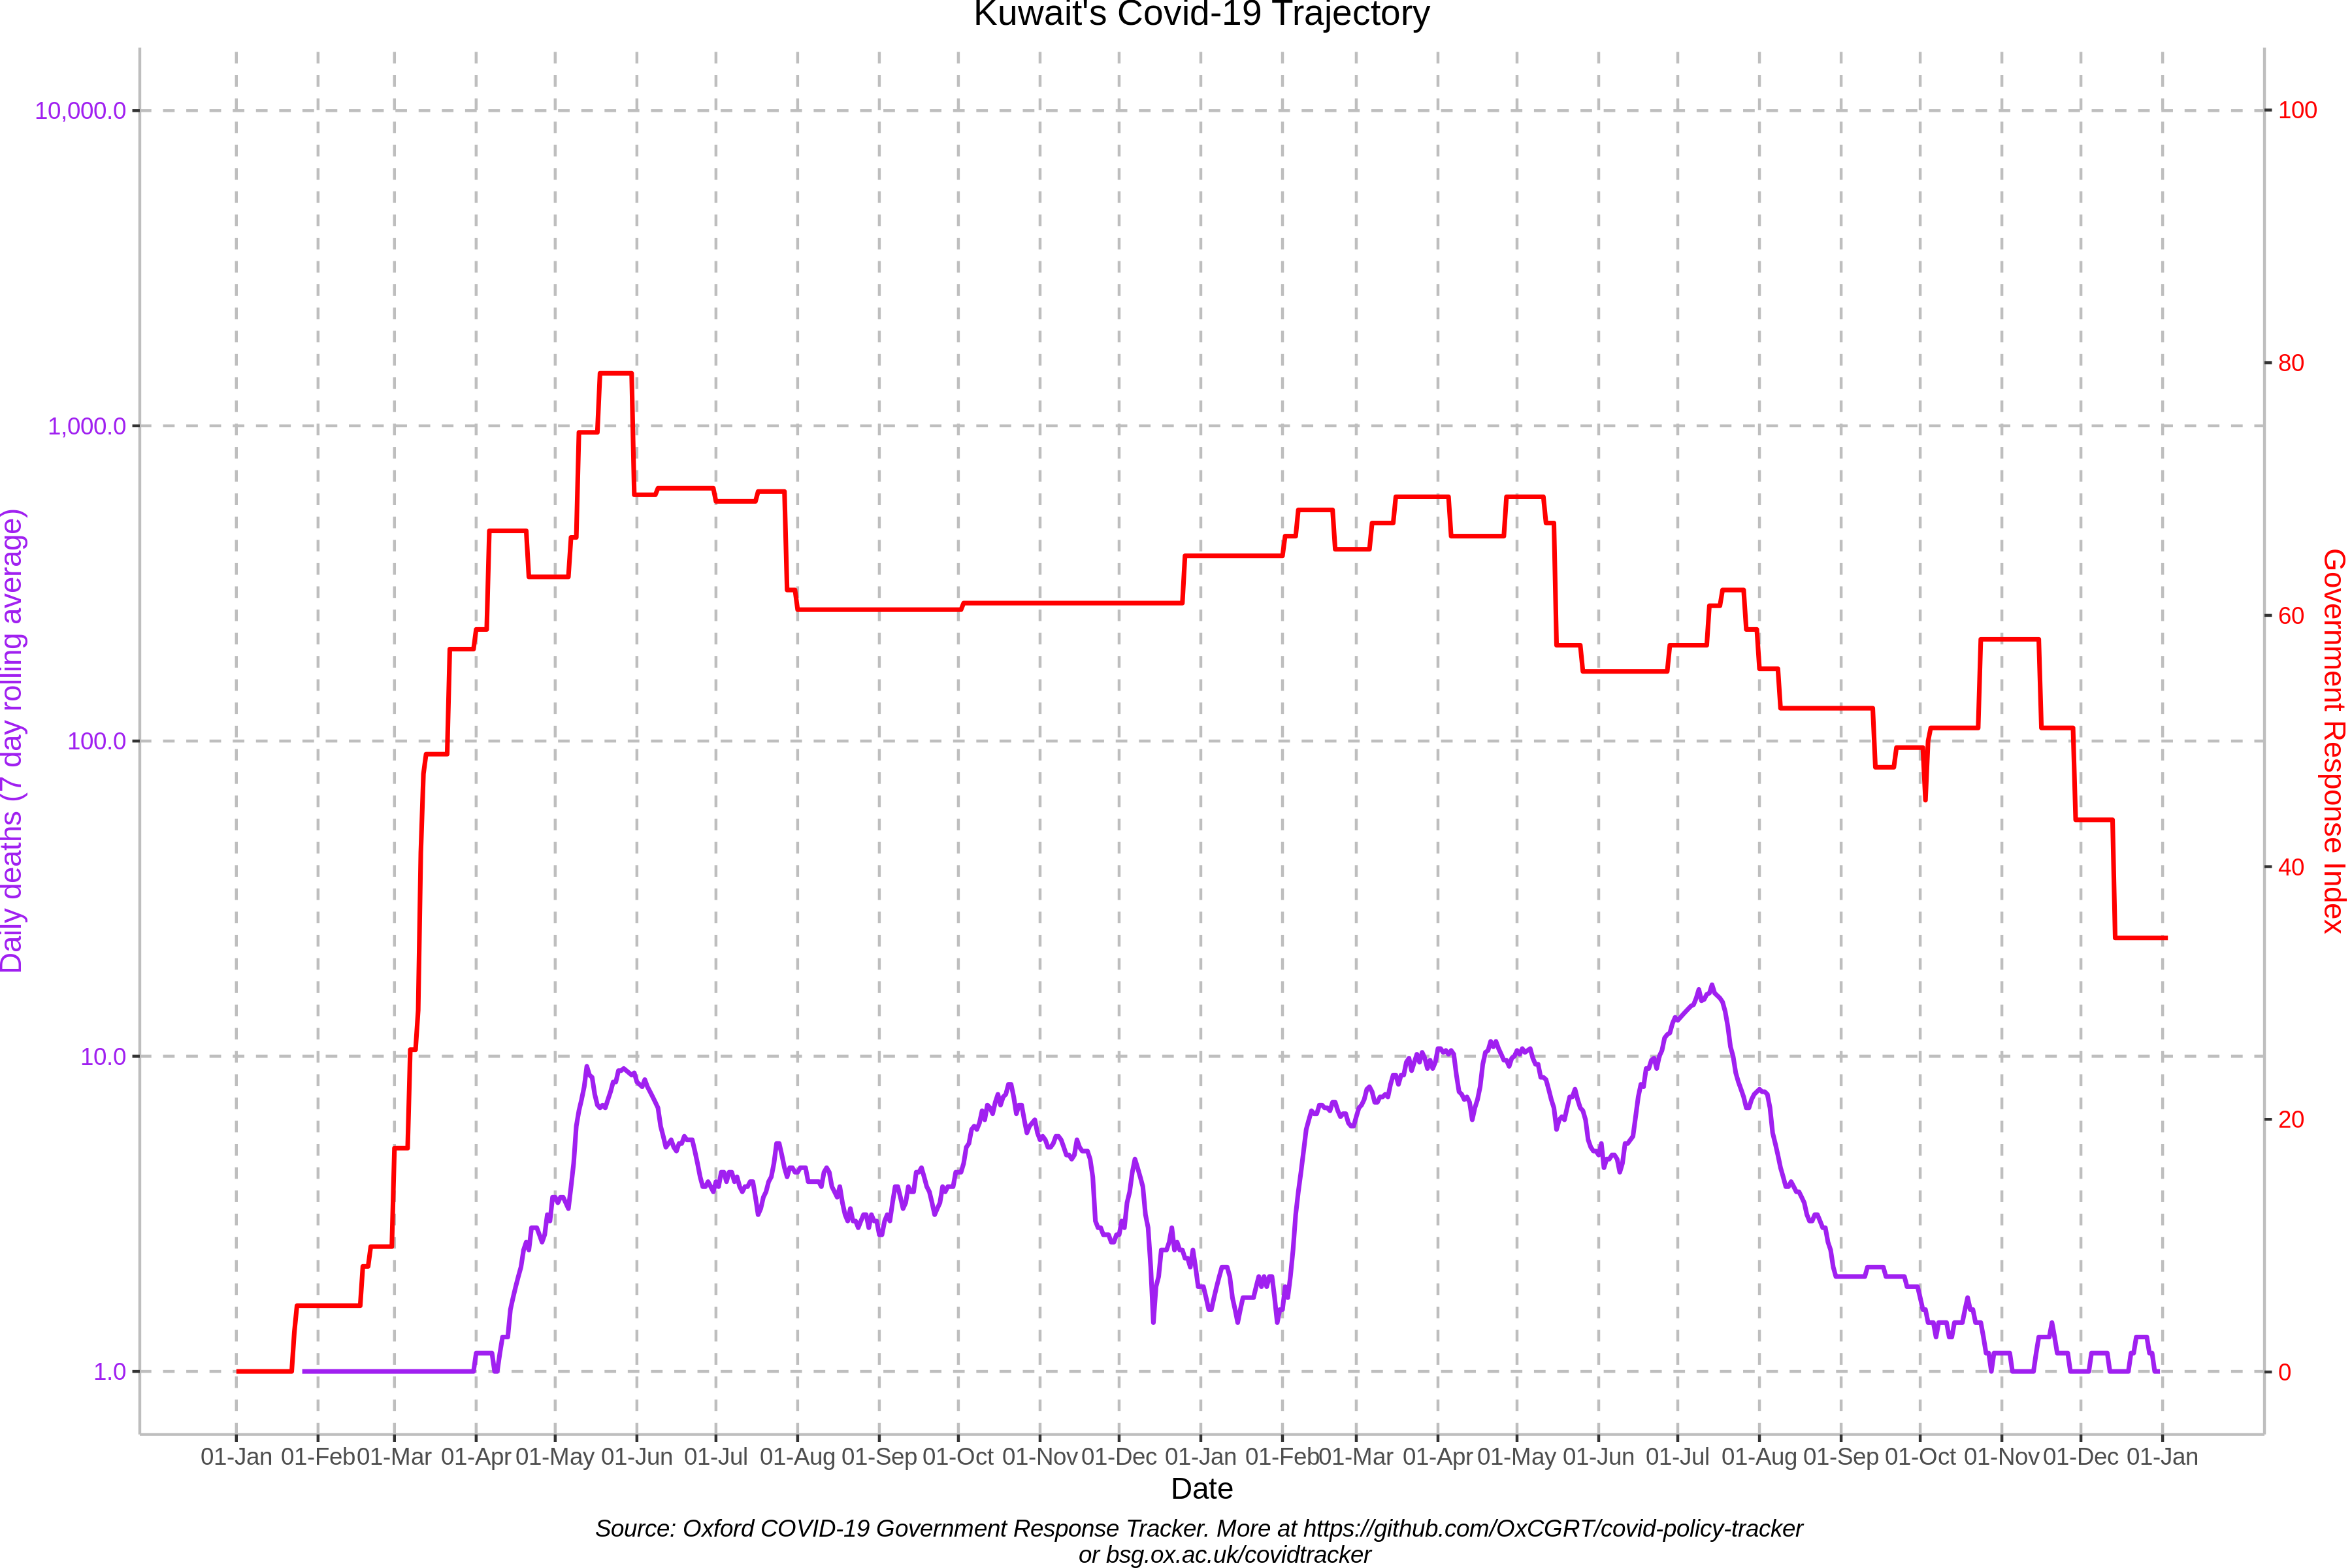 Kuwait's Covid-19 Trajectory
10,000.0
1,000.0
100.0
10.0
1.0
Daily deaths (7 day rolling average)
100
80
60
40
20
0
Government Response Index
01-Jan 01-Feb 01-Mar 01-Apr 01-May 01-Jun 01-Jul 01-Aug 01-Sep 01-Oct 01-Nov 01-Dec 01-Jan 01-Feb 01-Mar 01-Apr 01-May 01-Jun 01-Jul 01-Aug 01-Sep 01-Oct 01-Nov 01-Dec 01-Jan
Date
Source: Oxford COVID-19 Government Response Tracker. More at https://github.com/OxCGRT/covid-policy-tracker
or bsg.ox.ac.uk/covidtracker